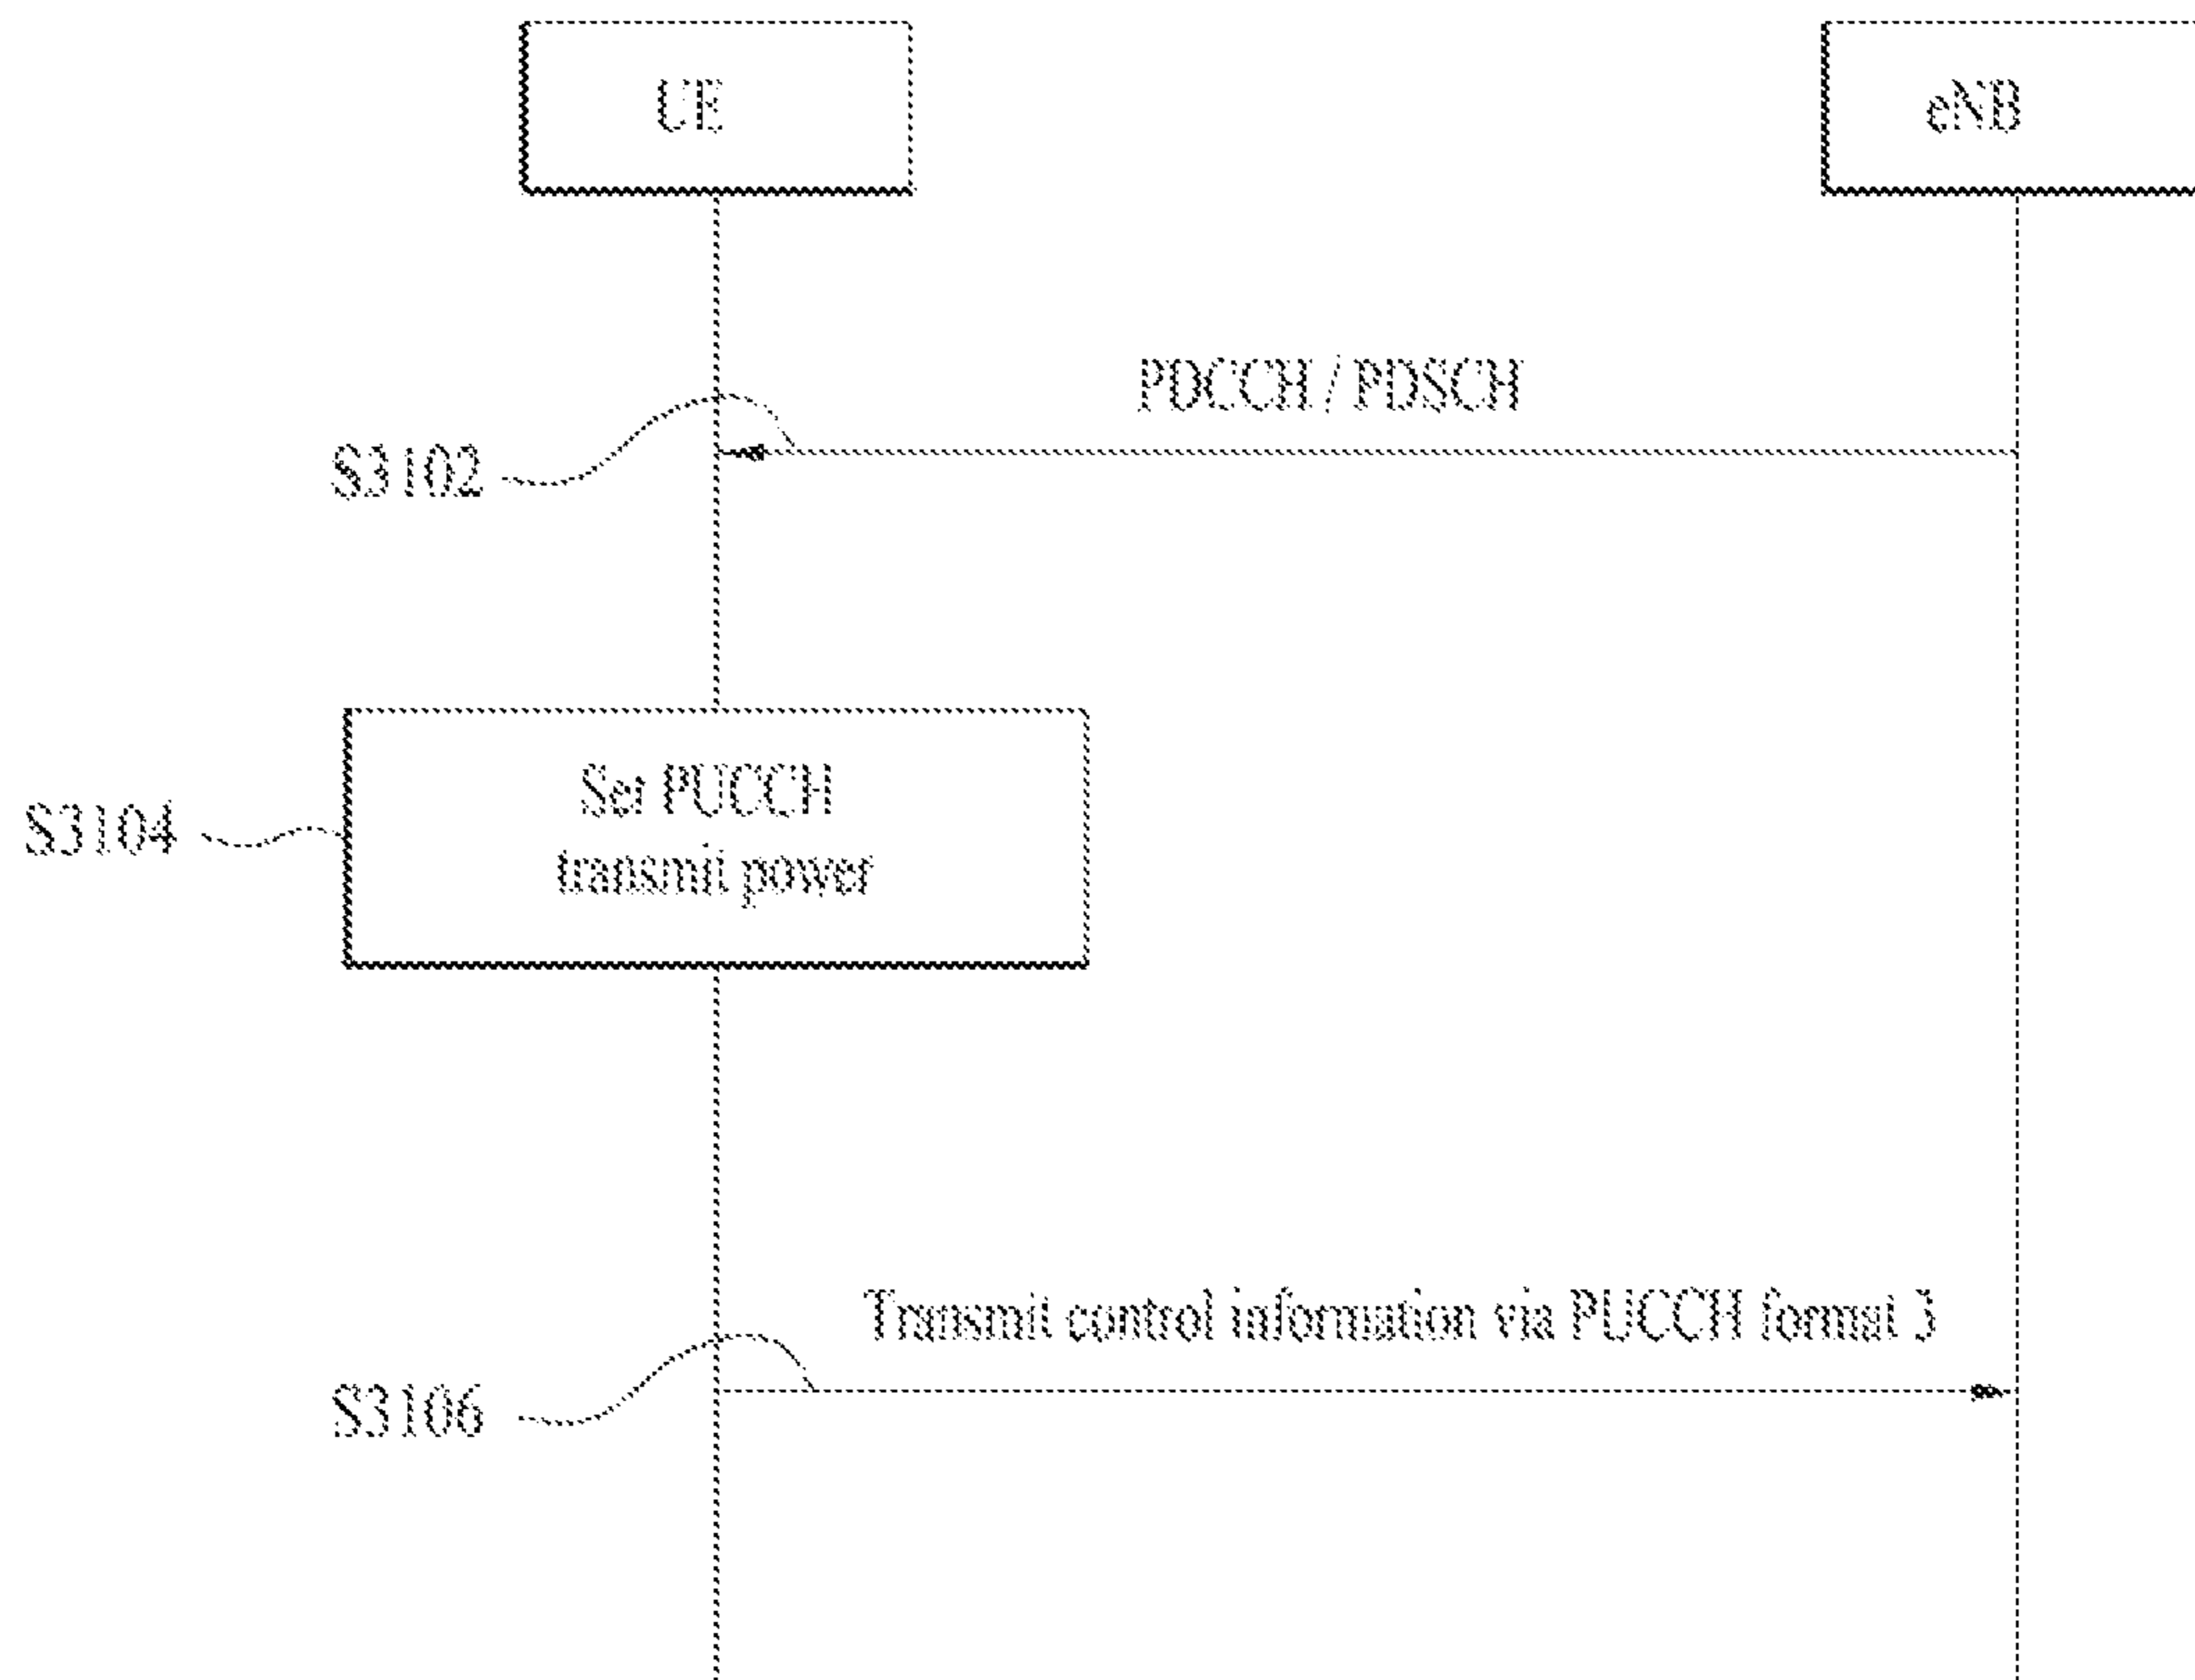 UE
eNB
PDCCH / PDSCH
S3102
Set PUCCH
transmit power
S3104
Transmit control information via PUCCH format 3
S3106